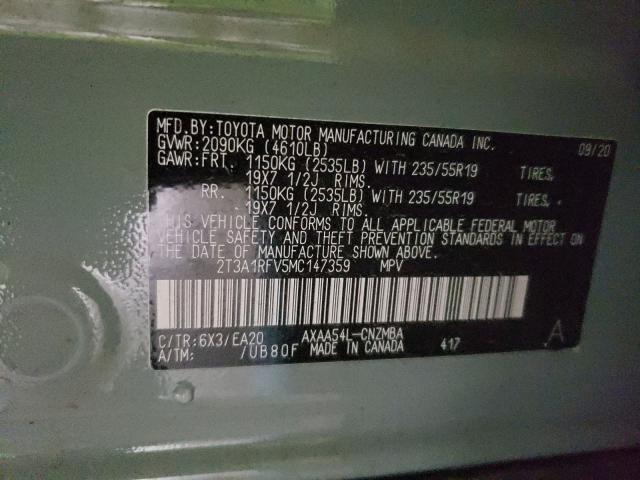 MFD.BY:TOYOTA MOTOR MANUFACTURING CANADA INC.
GVWR:2090KG (4610LB) 09/20
GAWR:FRT. 1150KG (2535LB) WITH 235/55R19 TIRES,
19X7 1/2J RIMS.
RR. 1150KG (2535LB) WITH 235/55R19 TIRES,
19X7 1/2J RIMS.
THIS VEHICLE CONFORMS TO ALL APPLICABLE FEDERAL MOTOR
VEHICLE SAFETY AND THEFT PREVENTION STANDARDS IN EFFECT ON
THE DATE OF MANUFACTURE SHOWN ABOVE.
2T3A1RFV5MC147359 MPV
C/TR:6X3/EA20 AXAA54L-CNZMBA
A/TM: /UB80F MADE IN CANADA 417
A